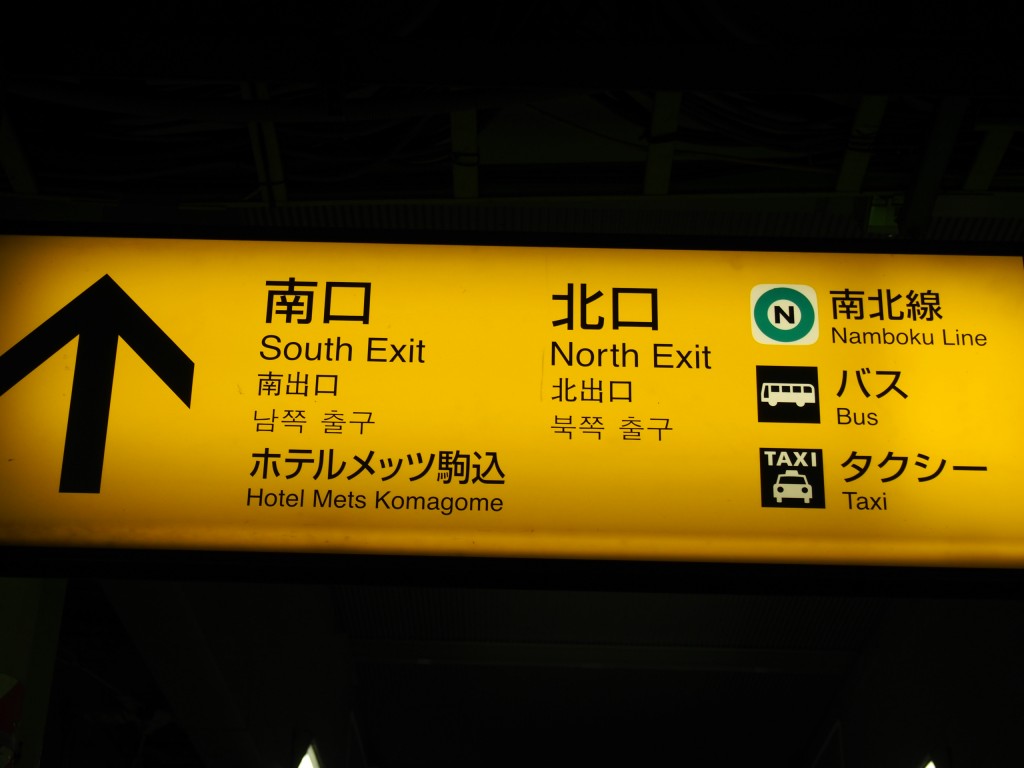 南口
South Exit
南出口
남쪽 출구
ホテルメッツ駒込
Hotel Mets Komagome
北口
North Exit
北出口
북쪽 출구
N 南北線
Namboku Line
バス
Bus
TAXI タクシー
Taxi